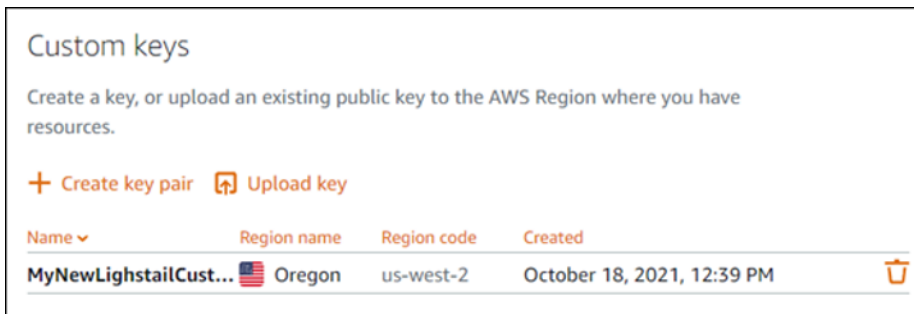 Custom keys
Create a key, or upload an existing public key to the AWS Region where you have
resources.
Create key pair Upload key
Name Region name Region code Created
MyNewLighstailCust... Oregon us-west-2 October 18, 2021, 12:39 PM